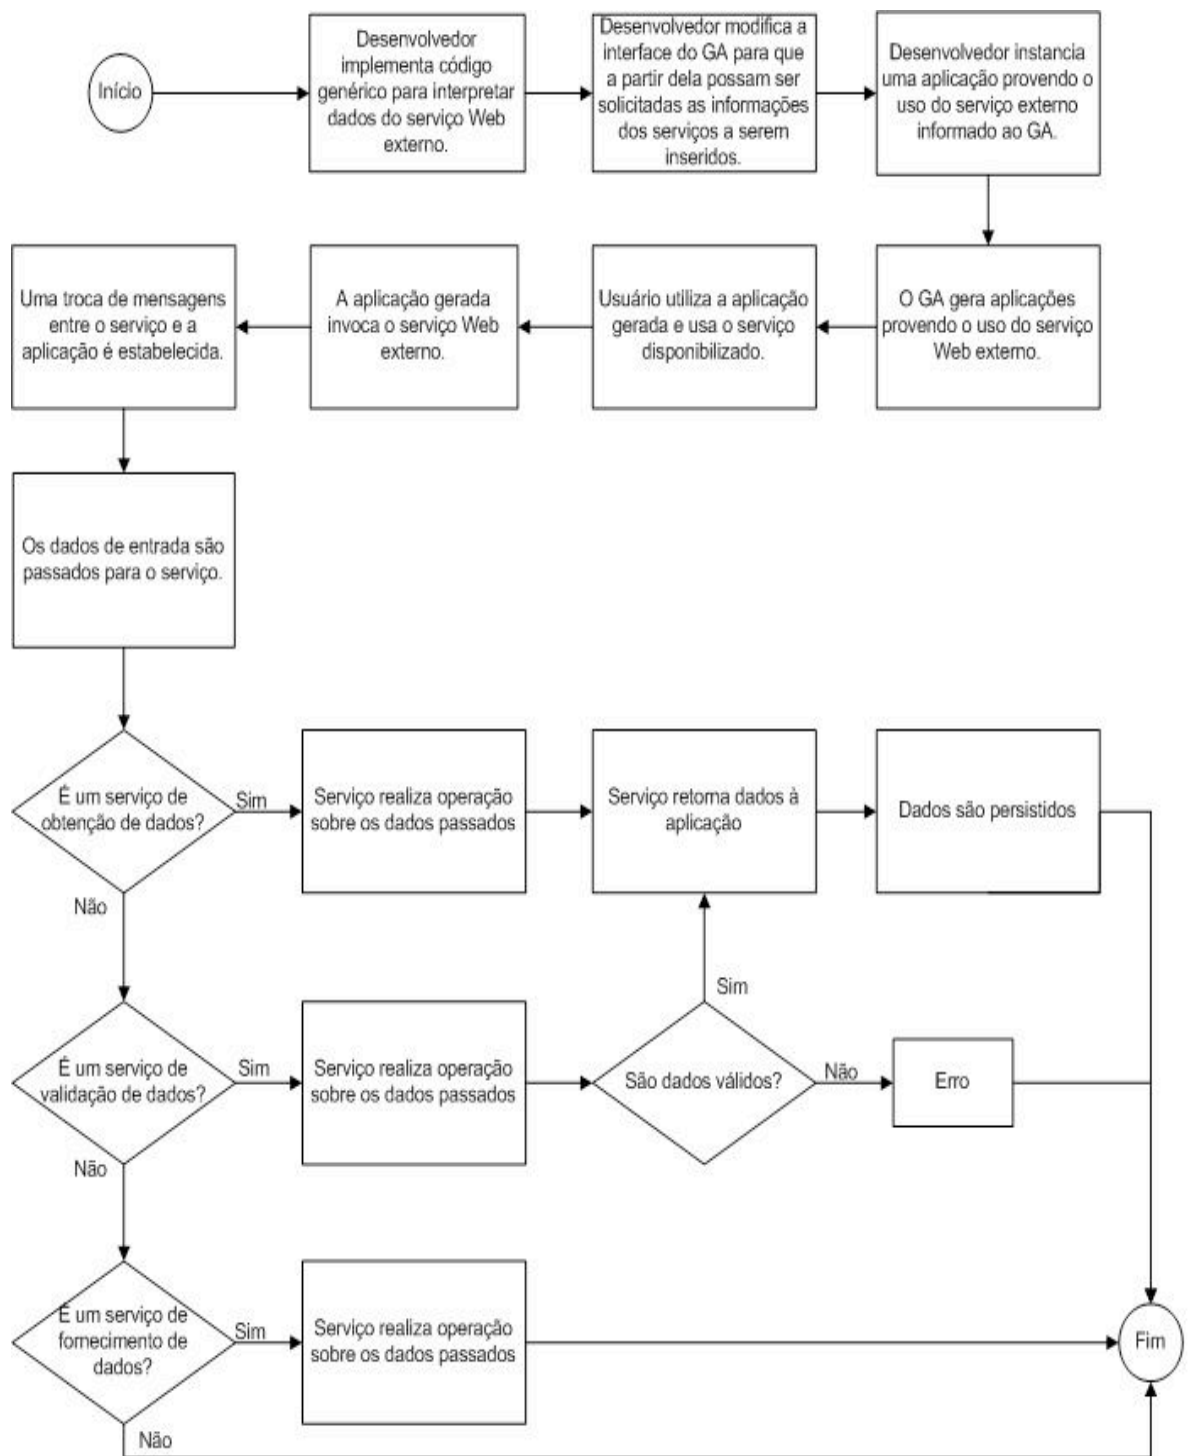 Início
Desenvolvedor
implementa código
genérico para interpretar
dados do serviço Web
externo.
Desenvolvedor modifica a
interface do GA para que
a partir dela possam ser
solicitadas as informações
dos serviços a serem
inseridos.
Desenvolvedor instancia
uma aplicação provendo o
uso do serviço externo
informado ao GA.
Uma troca de mensagens
entre o serviço e a
aplicação é estabelecida.
A aplicação gerada
invoca o serviço Web
externo.
Usuário utiliza a aplicação
gerada e usa o serviço
disponibilizado.
O GA gera aplicações
provendo o uso do serviço
Web externo.
Os dados de entrada são
passados para o serviço.
É um serviço de
obtenção de dados?
Sim
Serviço realiza operação
sobre os dados passados
Serviço retorna dados à
aplicação
Dados são persistidos
Não
Sim
É um serviço de
validação de dados?
Sim
Serviço realiza operação
sobre os dados passados
São dados válidos?
Não
Erro
Não
É um serviço de
fornecimento de
dados?
Sim
Serviço realiza operação
sobre os dados passados
Fim
Não